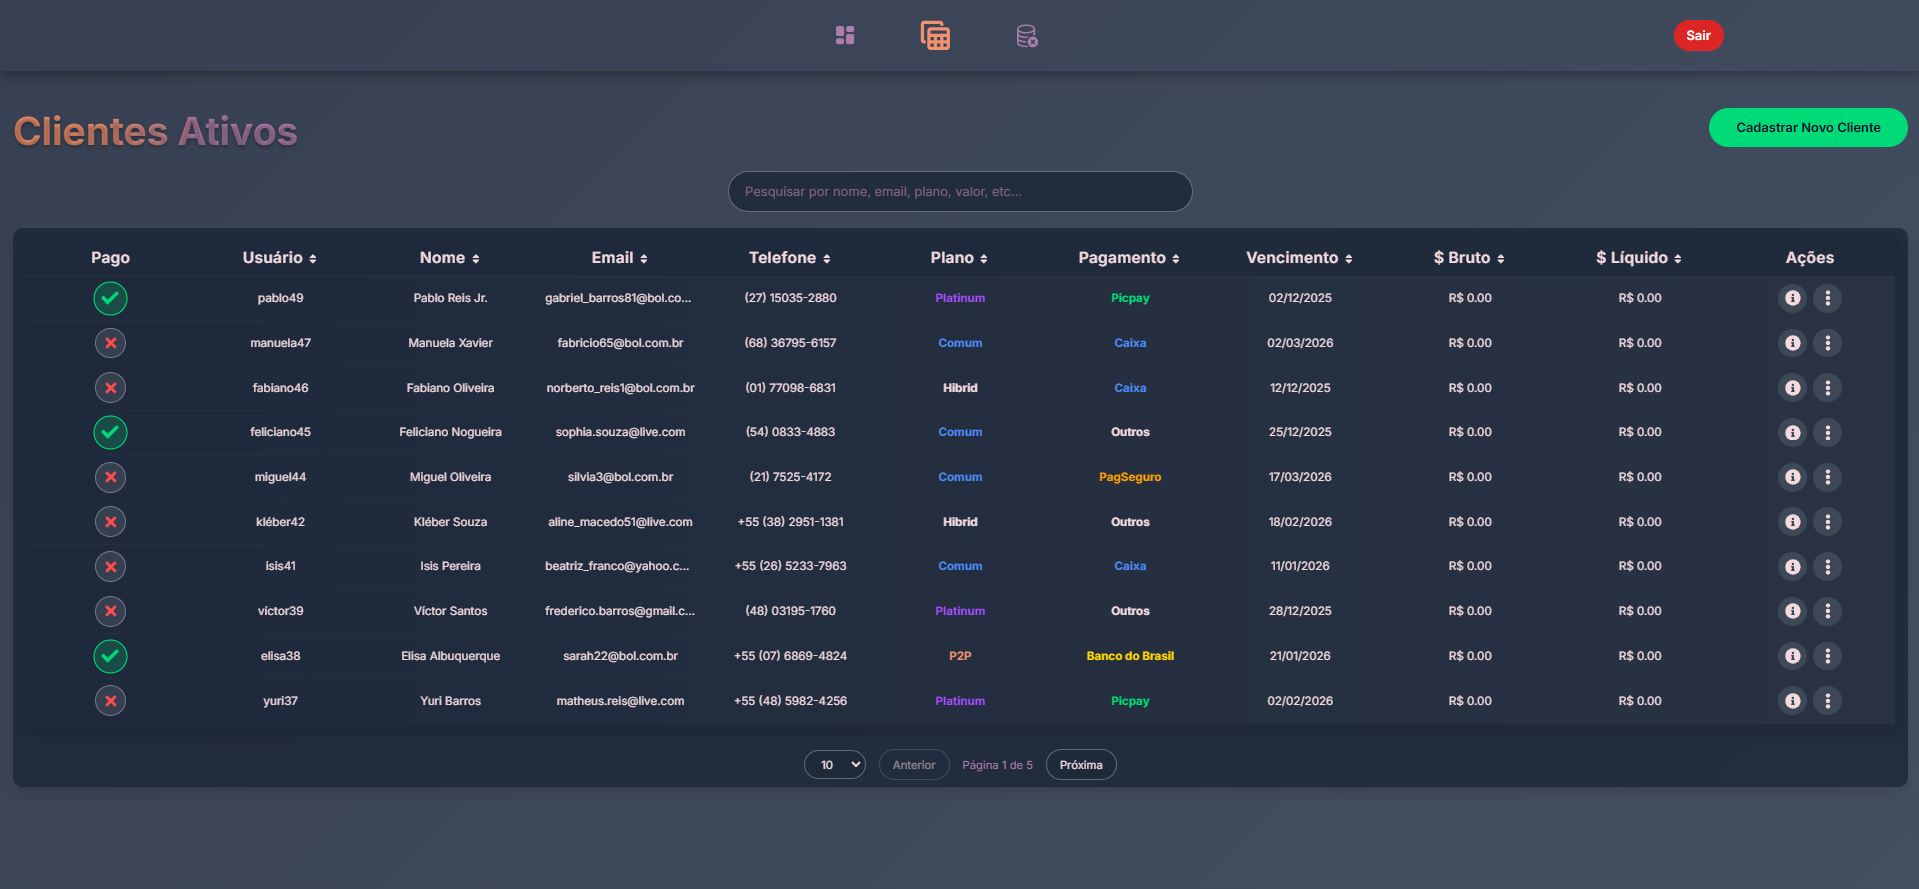 Sair
Clientes Ativos
Cadastrar Novo Cliente
Pesquisar por nome, email, plano, valor, etc...
Pago Usuário Nome Email Telefone Plano Pagamento Vencimento $ Bruto $ Líquido Ações
pablo49 Pablo Reis Jr. gabriel_barros81@bol.co... (27) 15035-2880 Platinum Picpay 02/12/2025 R$ 0.00 R$ 0.00
manuela47 Manuela Xavier fabricio65@bol.com.br (68) 36795-6157 Comum Caixa 02/03/2026 R$ 0.00 R$ 0.00
fabiano46 Fabiano Oliveira norberto_reis1@bol.com.br (01) 77098-6831 Hibrid Caixa 12/12/2025 R$ 0.00 R$ 0.00
feliciano45 Feliciano Nogueira sophia.souza@live.com (54) 0833-4883 Comum Outros 25/12/2025 R$ 0.00 R$ 0.00
miguel44 Miguel Oliveira silvia3@bol.com.br (21) 7525-4172 Comum PagSeguro 17/03/2026 R$ 0.00 R$ 0.00
kléber42 Kléber Souza aline_macedo51@live.com +55 (38) 2951-1381 Hibrid Outros 18/02/2026 R$ 0.00 R$ 0.00
isis41 Isis Pereira beatriz_franco@yahoo.c... +55 (26) 5233-7963 Comum Caixa 11/01/2026 R$ 0.00 R$ 0.00
víctor39 Víctor Santos frederico.barros@gmail.c... (48) 03195-1760 Platinum Outros 28/12/2025 R$ 0.00 R$ 0.00
elisa38 Elisa Albuquerque sarah22@bol.com.br +55 (07) 6869-4824 P2P Banco do Brasil 21/01/2026 R$ 0.00 R$ 0.00
yuri37 Yuri Barros matheus.reis@live.com +55 (48) 5982-4256 Platinum Picpay 02/02/2026 R$ 0.00 R$ 0.00
10 Anterior Página 1 de 5 Próxima